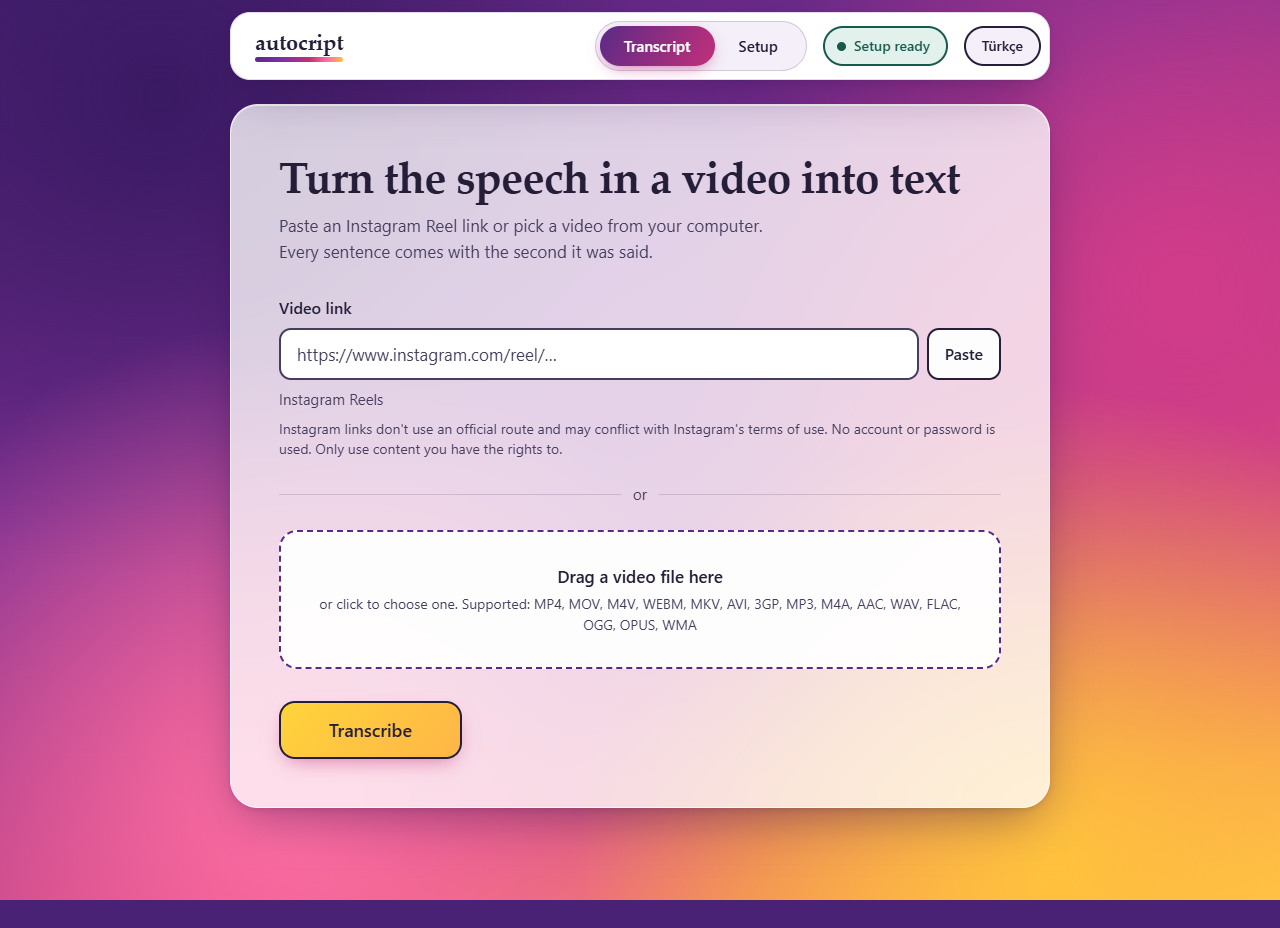 autocript
Transcript
Setup
Setup ready
Türkçe
Turn the speech in a video into text
Paste an Instagram Reel link or pick a video from your computer.
Every sentence comes with the second it was said.
Video link
https://www.instagram.com/reel/...
Paste
Instagram Reels
Instagram links don't use an official route and may conflict with Instagram's terms of use. No account or password is
used. Only use content you have the rights to.
or
Drag a video file here
or click to choose one. Supported: MP4, MOV, M4V, WEBM, MKV, AVI, 3GP, MP3, M4A, AAC, WAV, FLAC,
OGG, OPUS, WMA
Transcribe